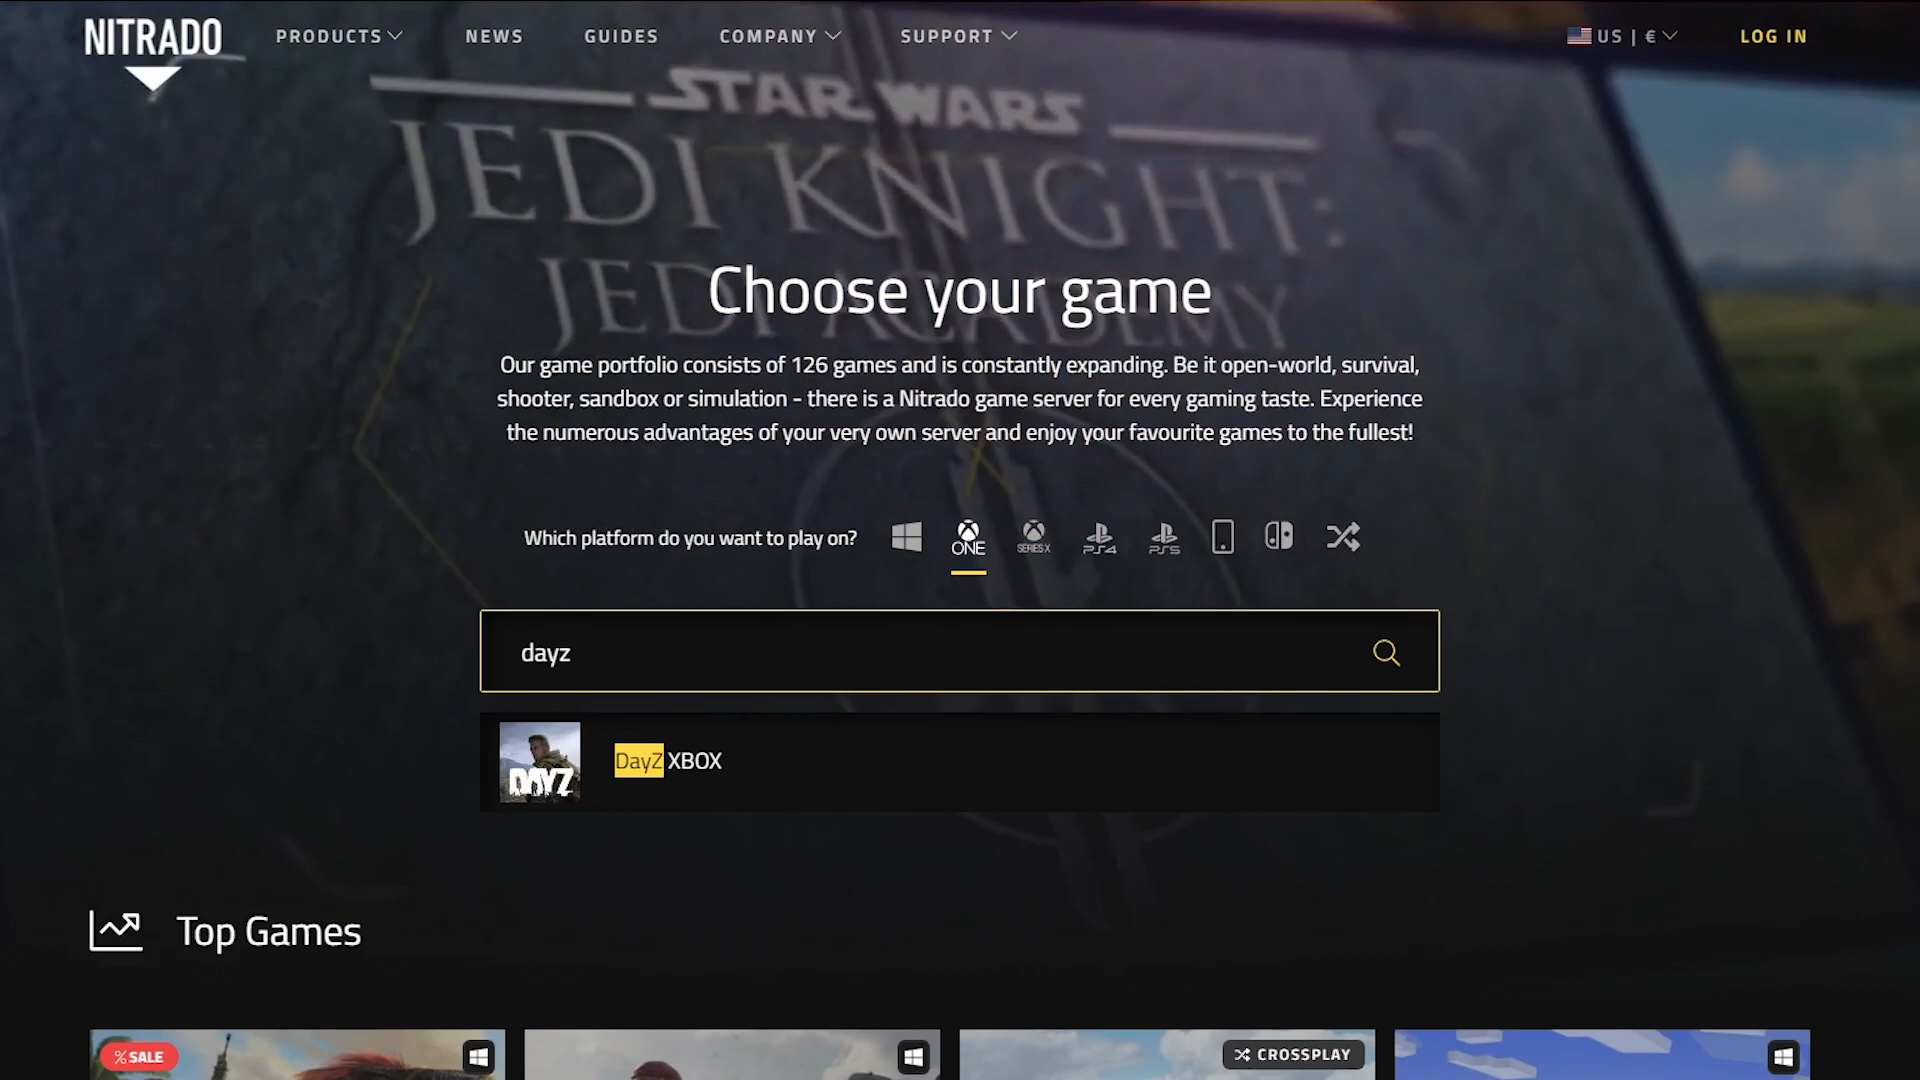 NITRADO
PRODUCTS
NEWS
GUIDES
COMPANY
SUPPORT
US | €
LOG IN
STAR WARS
JEDI KNIGHT:
JEDI ACADEMY
Choose your game
Our game portfolio consists of 126 games and is constantly expanding. Be it open-world, survival,
shooter, sandbox or simulation - there is a Nitrado game server for every gaming taste. Experience
the numerous advantages of your very own server and enjoy your favourite games to the fullest!
Which platform do you want to play on?
ONE
SERIES X
PS4
PS5
dayz
DAYZ
DayZ XBOX
Top Games
% SALE
CROSSPLAY